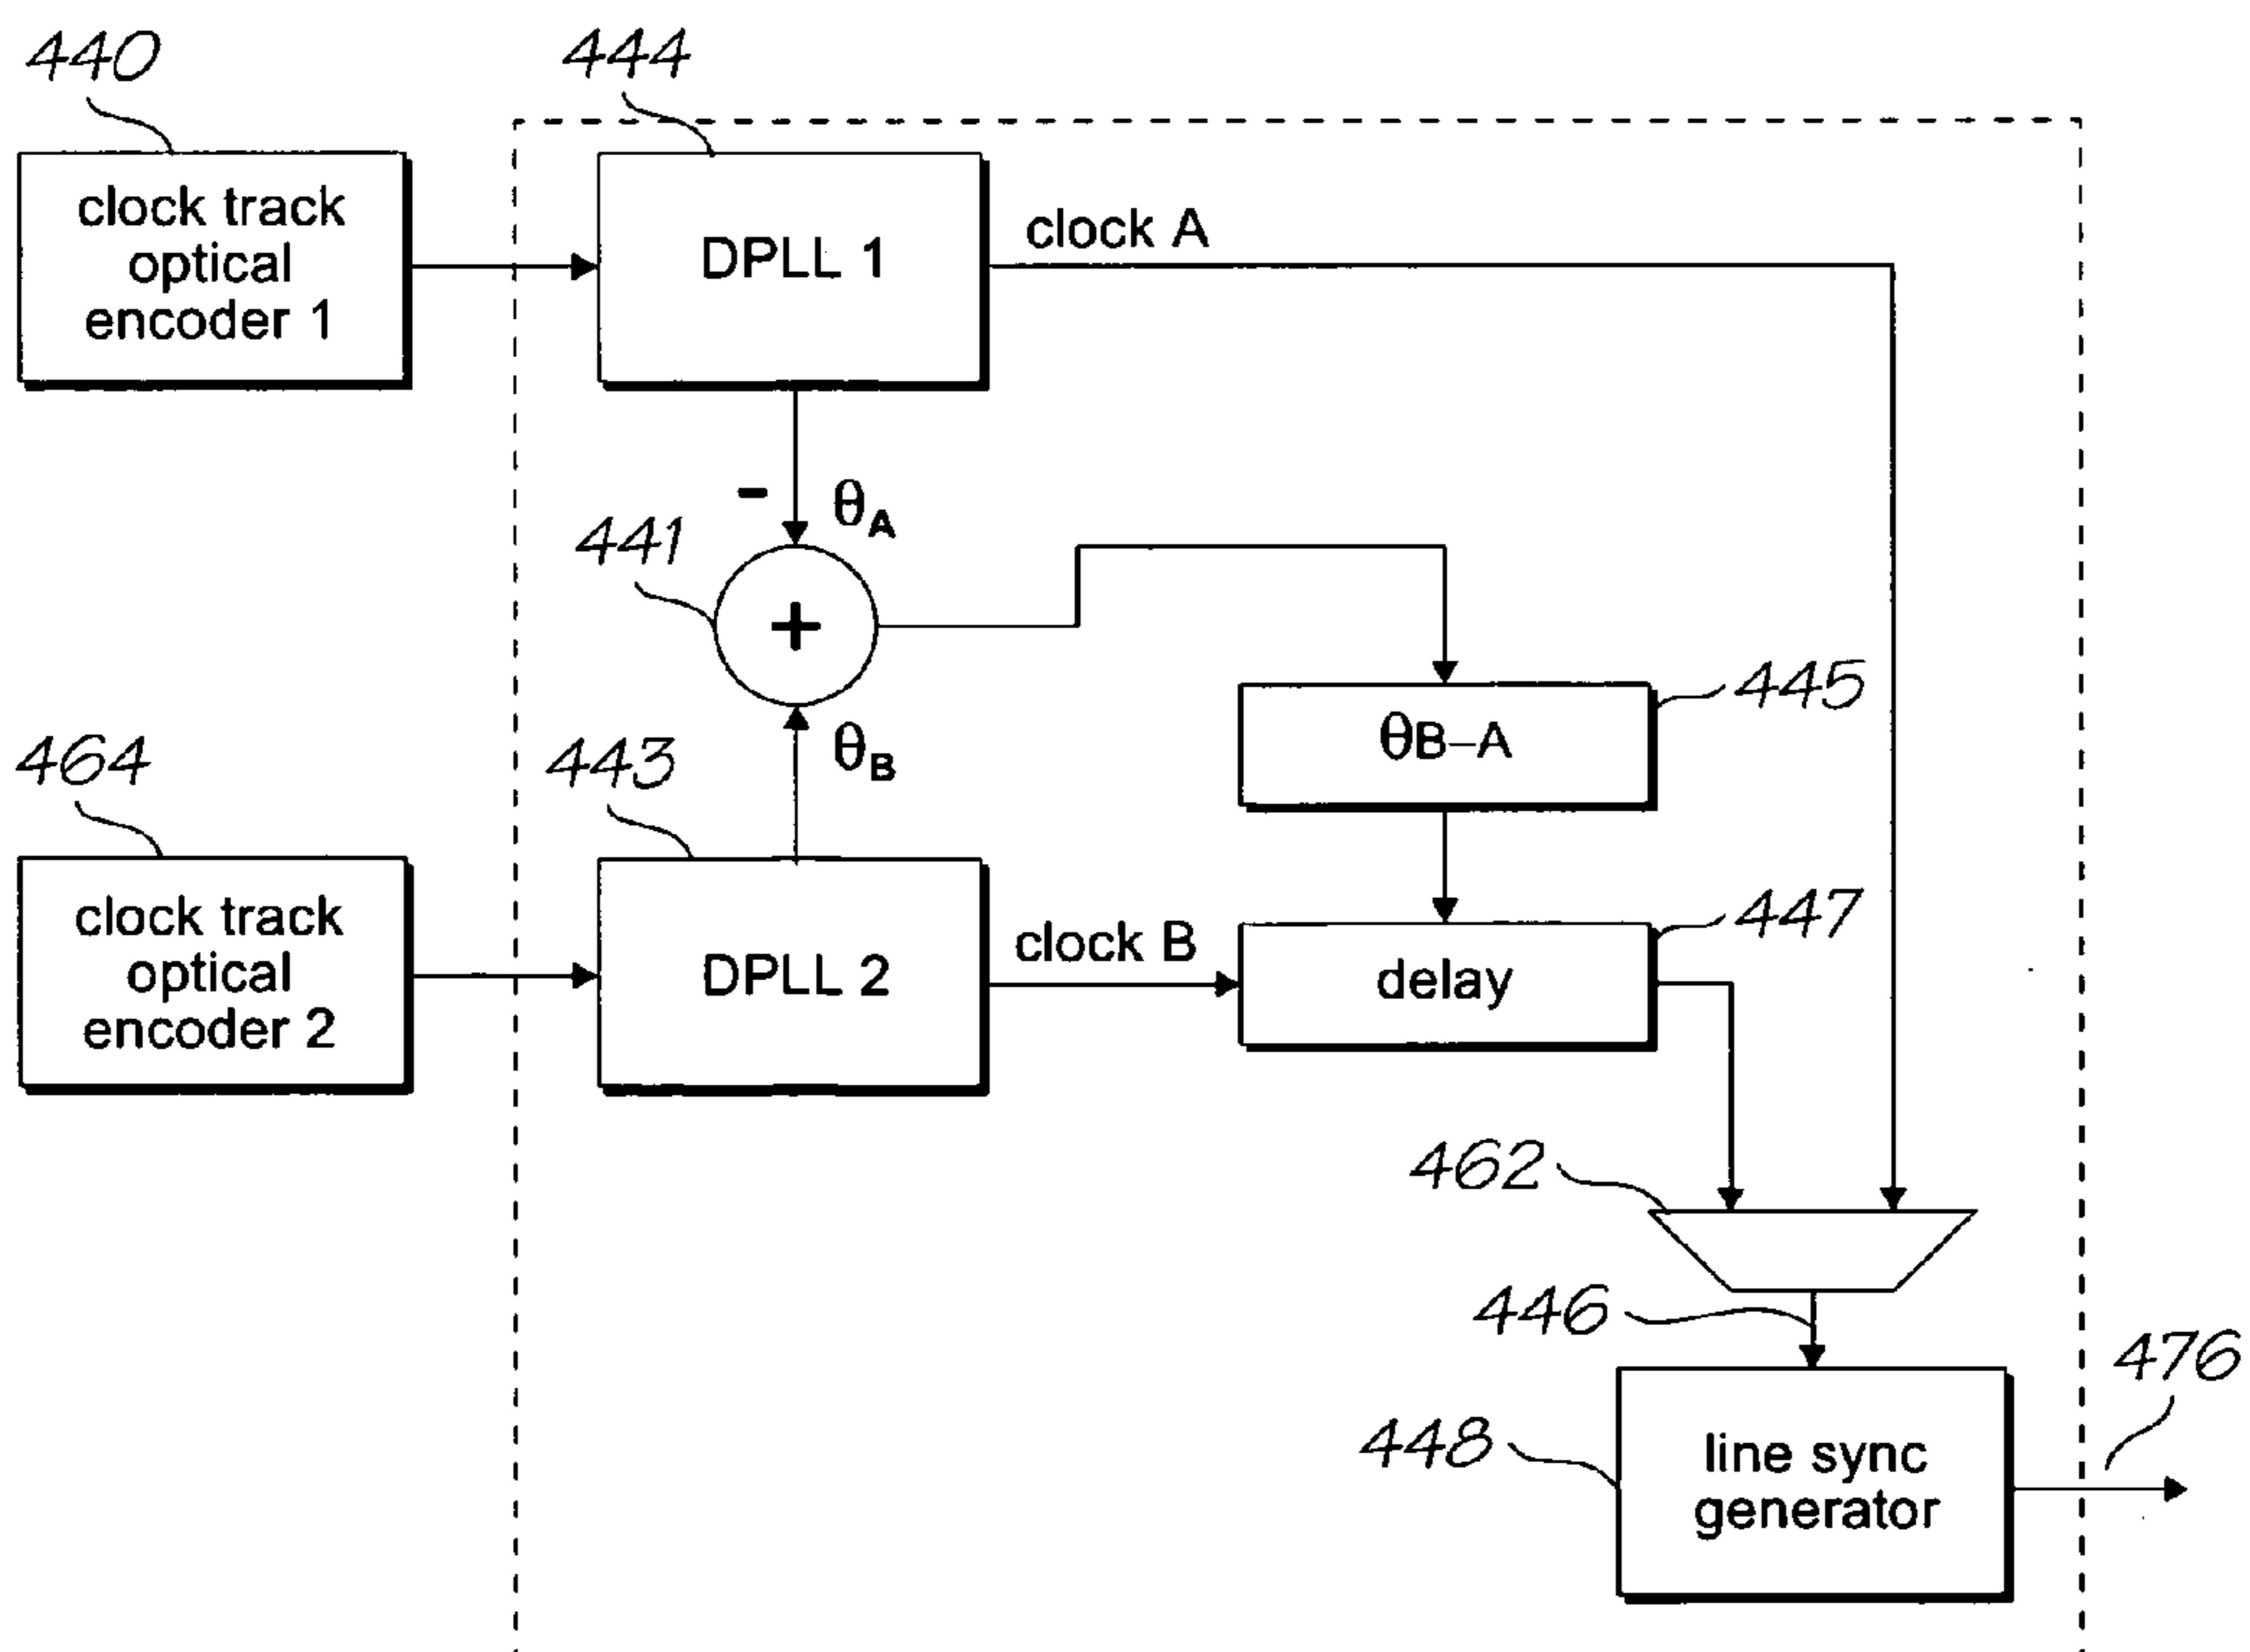 440
444
clock track
optical
encoder 1
DPLL 1
clock A
- θA
441
+
445
θB–A
θB
464
443
447
clock track
optical
encoder 2
DPLL 2
clock B
delay
462
446
476
448
line sync
generator